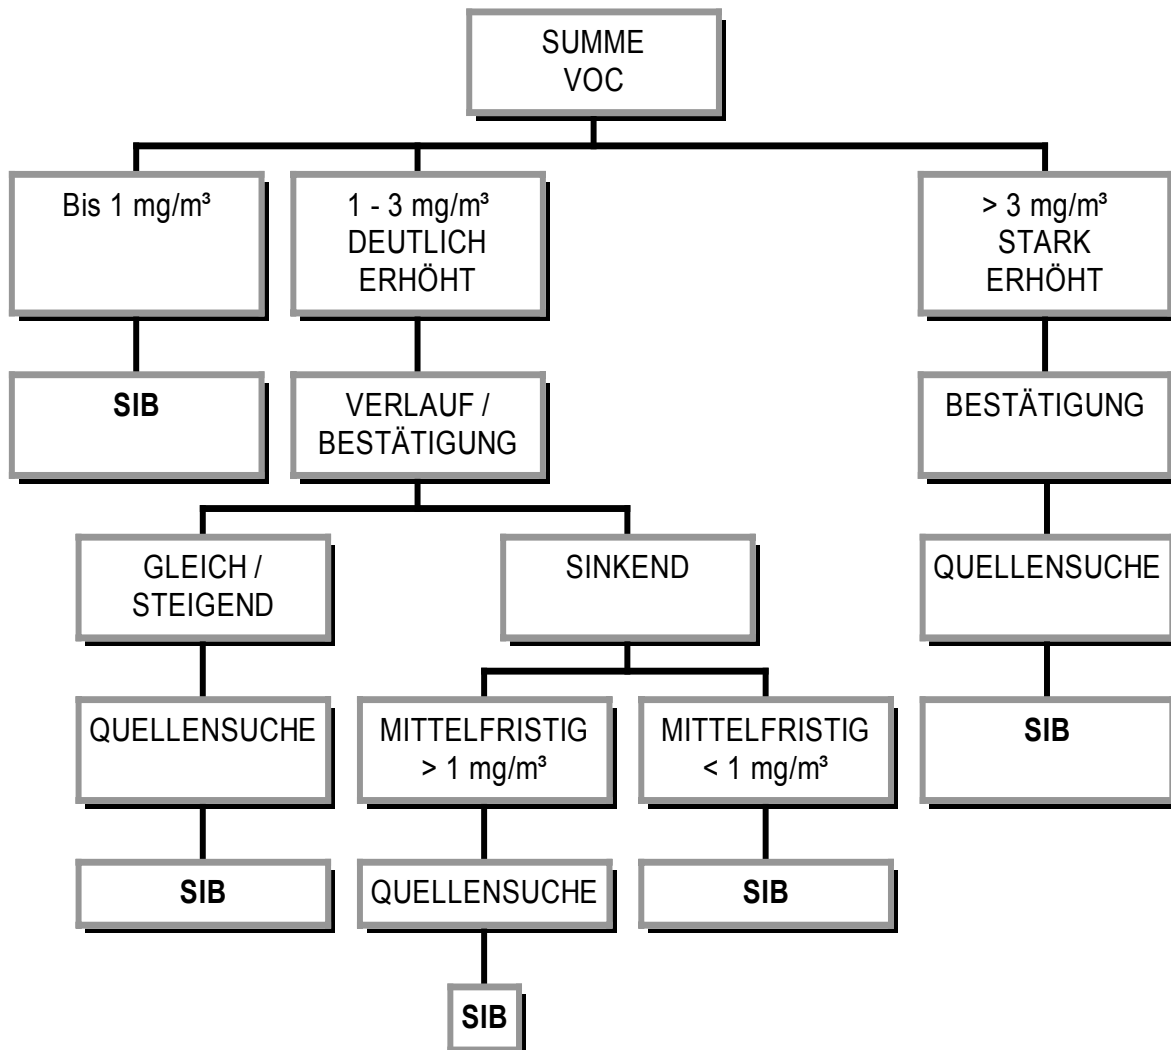 SUMME
VOC
Bis 1 mg/m³
1 - 3 mg/m³
DEUTLICH
ERHÖHT
> 3 mg/m³
STARK
ERHÖHT
SIB
VERLAUF /
BESTÄTIGUNG
BESTÄTIGUNG
GLEICH /
STEIGEND
SINKEND
QUELLENSUCHE
QUELLENSUCHE
MITTELFRISTIG
> 1 mg/m³
MITTELFRISTIG
< 1 mg/m³
SIB
SIB
QUELLENSUCHE
SIB
SIB